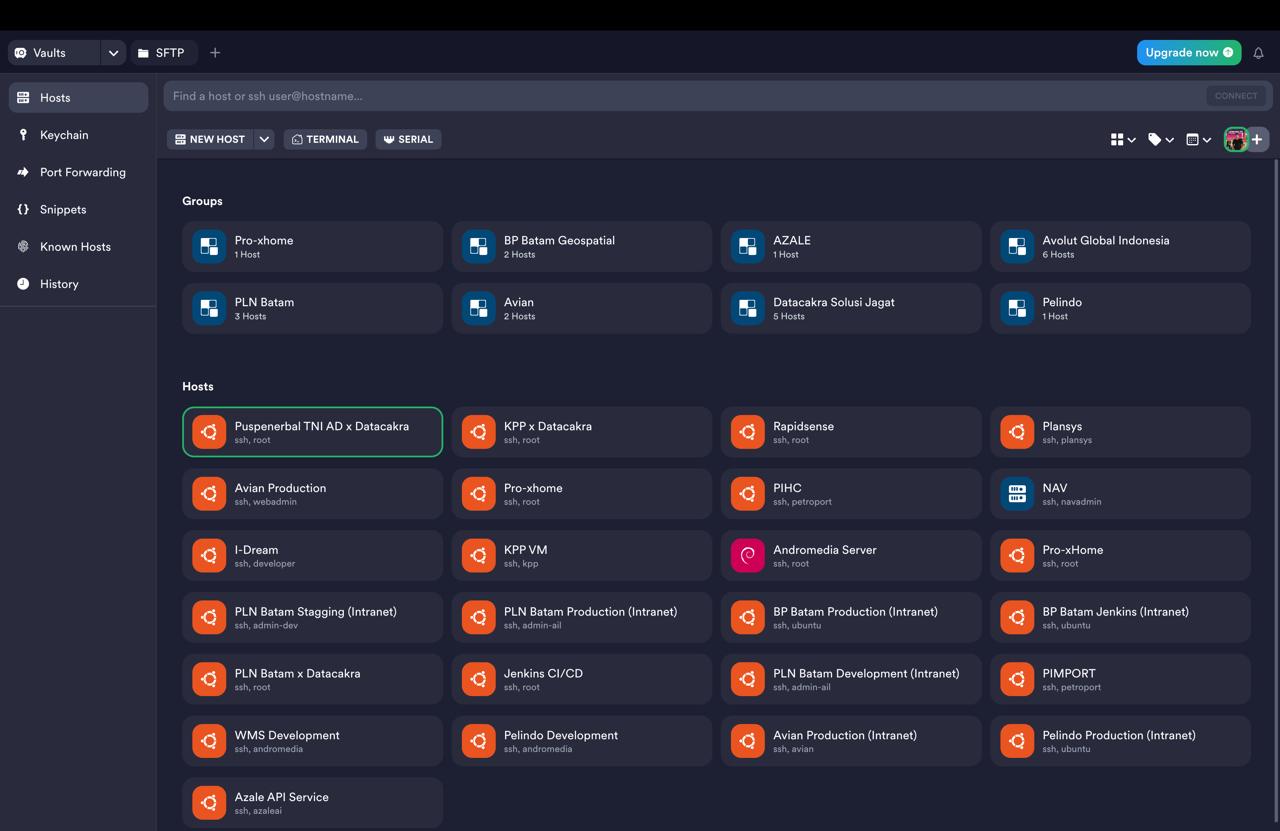 Vaults
SFTP
Upgrade now
Hosts
Keychain
Port Forwarding
Snippets
Known Hosts
History
Find a host or ssh user@hostname...
CONNECT
NEW HOST
TERMINAL
SERIAL
Groups
Pro-xhome
1 Host
BP Batam Geospatial
2 Hosts
AZALE
1 Host
Avolut Global Indonesia
6 Hosts
PLN Batam
3 Hosts
Avian
2 Hosts
Datacakra Solusi Jagat
5 Hosts
Pelindo
1 Host
Hosts
Puspenerbal TNI AD x Datacakra
ssh, root
KPP x Datacakra
ssh, root
Rapidsense
ssh, root
Plansys
ssh, plansys
Avian Production
ssh, webadmin
Pro-xhome
ssh, root
PIHC
ssh, petroport
NAV
ssh, navadmin
I-Dream
ssh, developer
KPP VM
ssh, kpp
Andromedia Server
ssh, root
Pro-xHome
ssh, root
PLN Batam Stagging (Intranet)
ssh, admin-dev
PLN Batam Production (Intranet)
ssh, admin-ail
BP Batam Production (Intranet)
ssh, ubuntu
BP Batam Jenkins (Intranet)
ssh, ubuntu
PLN Batam x Datacakra
ssh, root
Jenkins CI/CD
ssh, root
PLN Batam Development (Intranet)
ssh, admin-ail
PIMPORT
ssh, petroport
WMS Development
ssh, andromedia
Pelindo Development
ssh, andromedia
Avian Production (Intranet)
ssh, avian
Pelindo Production (Intranet)
ssh, ubuntu
Azale API Service
ssh, azaleai